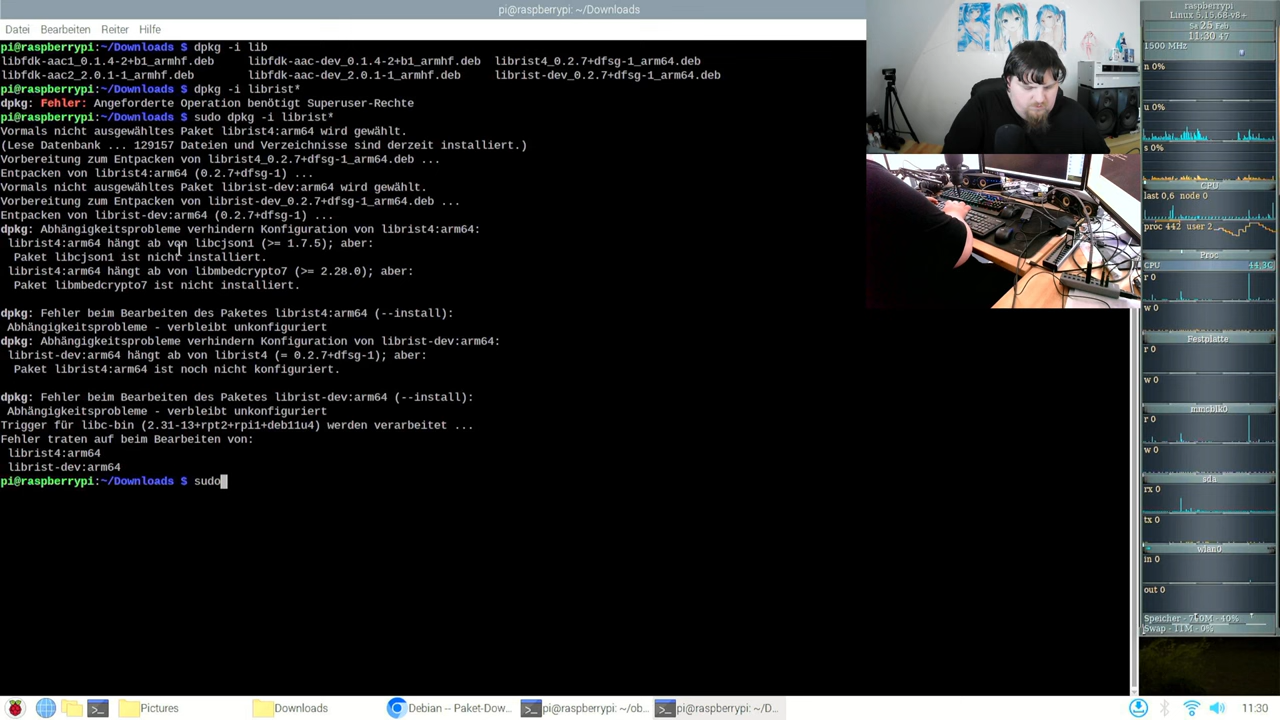 pi@raspberrypi: ~/Downloads
Datei Bearbeiten Reiter Hilfe
pi@raspberrypi:~/Downloads $ dpkg -i lib
libfdk-aac1_0.1.4-2+b1_armhf.deb libfdk-aac-dev_0.1.4-2+b1_armhf.deb librist4_0.2.7+dfsg-1_arm64.deb
libfdk-aac2_2.0.1-1_armhf.deb libfdk-aac-dev_2.0.1-1_armhf.deb librist-dev_0.2.7+dfsg-1_arm64.deb
pi@raspberrypi:~/Downloads $ dpkg -i librist*
dpkg: Fehler: Angeforderte Operation benötigt Superuser-Rechte
pi@raspberrypi:~/Downloads $ sudo dpkg -i librist*
Vormals nicht ausgewähltes Paket librist4:arm64 wird gewählt.
(Lese Datenbank ... 129157 Dateien und Verzeichnisse sind derzeit installiert.)
Vorbereitung zum Entpacken von librist4_0.2.7+dfsg-1_arm64.deb ...
Entpacken von librist4:arm64 (0.2.7+dfsg-1) ...
Vormals nicht ausgewähltes Paket librist-dev:arm64 wird gewählt.
Vorbereitung zum Entpacken von librist-dev_0.2.7+dfsg-1_arm64.deb ...
Entpacken von librist-dev:arm64 (0.2.7+dfsg-1) ...
dpkg: Abhängigkeitsprobleme verhindern Konfiguration von librist4:arm64:
librist4:arm64 hängt ab von libcjson1 (>= 1.7.5); aber:
Paket libcjson1 ist nicht installiert.
librist4:arm64 hängt ab von libmbedcrypto7 (>= 2.28.0); aber:
Paket libmbedcrypto7 ist nicht installiert.
dpkg: Fehler beim Bearbeiten des Paketes librist4:arm64 (--install):
Abhängigkeitsprobleme - verbleibt unkonfiguriert
dpkg: Abhängigkeitsprobleme verhindern Konfiguration von librist-dev:arm64:
librist-dev:arm64 hängt ab von librist4 (= 0.2.7+dfsg-1); aber:
Paket librist4:arm64 ist noch nicht konfiguriert.
dpkg: Fehler beim Bearbeiten des Paketes librist-dev:arm64 (--install):
Abhängigkeitsprobleme - verbleibt unkonfiguriert
Trigger für libc-bin (2.31-13+rpt2+rpi1+deb11u4) werden verarbeitet ...
Fehler traten auf beim Bearbeiten von:
librist4:arm64
librist-dev:arm64
pi@raspberrypi:~/Downloads $ sudo
raspberrypi
Linux 5.15.68-v8+
Sa 25 Feb
11:30 47
1500 MHz
n 0%
u 0%
s 0%
CPU
last 0,6 node 0
proc 442 user 2
Proc
CPU 44.3C
r 0
w 0
Festplatte
r 0
w 0
mmcblk0
r 0
w 0
sda
rx 0
tx 0
wlan0
in 0
out 0
Speicher - 40%
Swap - 11M - 0%
Pictures
Downloads
Debian -- Paket-Dow...
pi@raspberrypi: ~/ob...
pi@raspberrypi: ~/D...
11:30